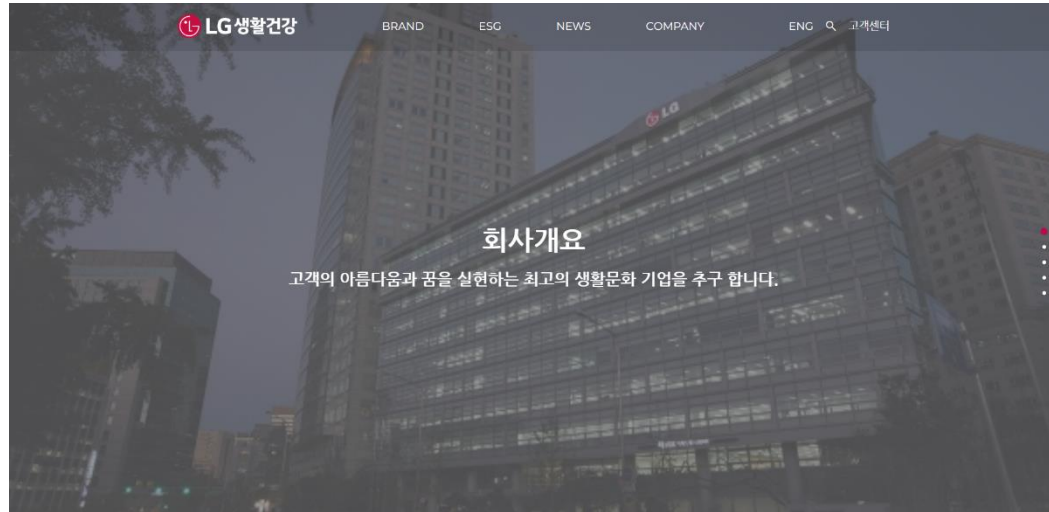 LG생활건강
BRAND
ESG
NEWS
COMPANY
ENG
고객센터
LG
회사개요
고객의 아름다움과 꿈을 실현하는 최고의 생활문화 기업을 추구 합니다.